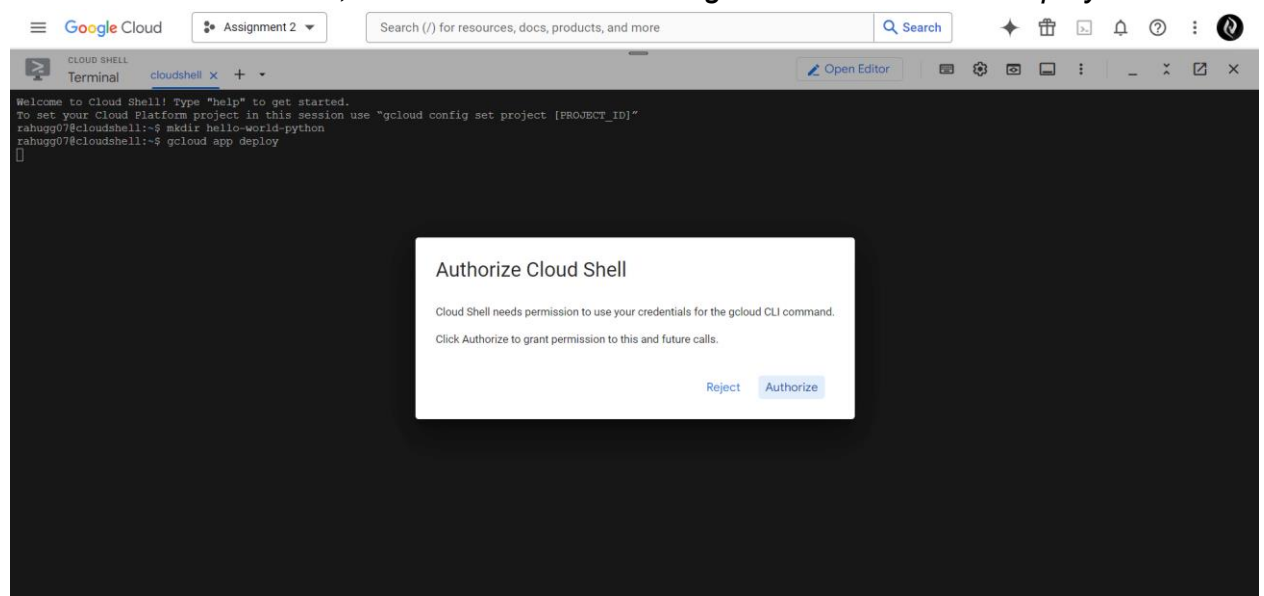 Google Cloud
Assignment 2
Search (/) for resources, docs, products, and more
Search
CLOUD SHELL
Terminal
cloudshell
Open Editor
Welcome to Cloud Shell! Type "help" to get started.
To set your Cloud Platform project in this session use "gcloud config set project [PROJECT_ID]"
rahugg07@cloudshell:~$ mkdir hello-world-python
rahugg07@cloudshell:~$ gcloud app deploy
Authorize Cloud Shell
Cloud Shell needs permission to use your credentials for the gcloud CLI command.
Click Authorize to grant permission to this and future calls.
Reject Authorize